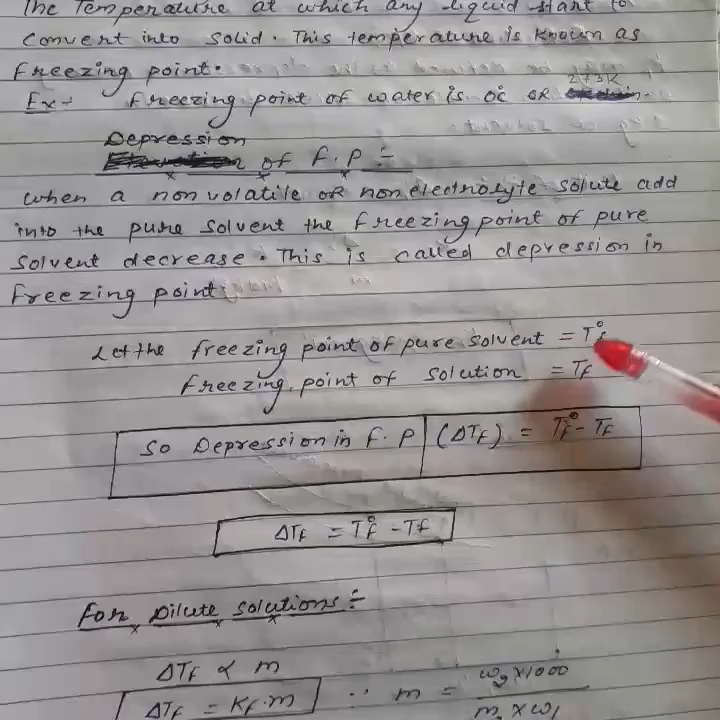 The Temperature at which any liquid start to
convert into solid. This temperature is known as
freezing point.
Ex→ freezing point of water is 0°C OR 273K
Depression
of F.P :-
when a non volatile OR non electrolyte solute add
into the pure solvent the freezing point of pure
solvent decrease. This is called depression in
freezing point
Let the freezing point of pure solvent = T°f
Freezing point of solution = Tf
So Depression in F.P (ΔTf) = T°f - Tf
ΔTf = T°f - Tf
For Dilute solutions :-
ΔTf ∝ m
ΔTf = Kf.m ∵ m = w2 x 1000
m x w1